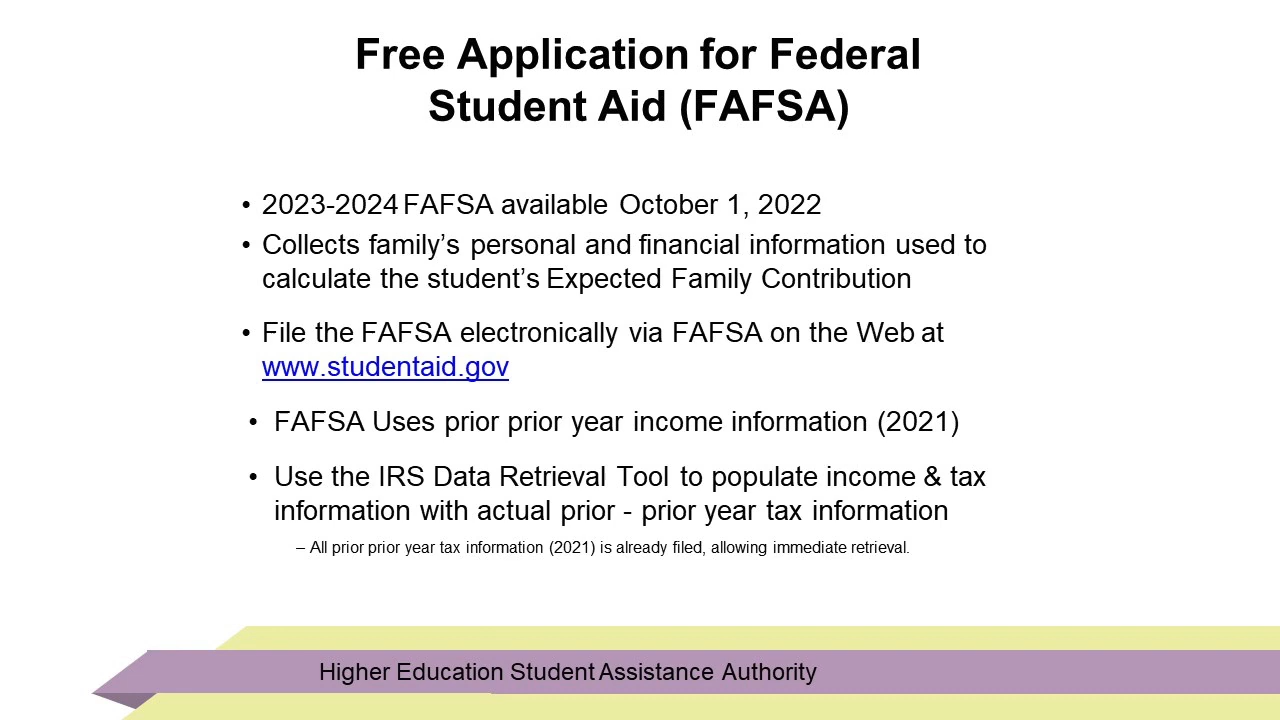 Free Application for Federal
Student Aid (FAFSA)
• 2023-2024 FAFSA available October 1, 2022
• Collects family’s personal and financial information used to
calculate the student’s Expected Family Contribution
• File the FAFSA electronically via FAFSA on the Web at
www.studentaid.gov
• FAFSA Uses prior prior year income information (2021)
• Use the IRS Data Retrieval Tool to populate income & tax
information with actual prior - prior year tax information
– All prior prior year tax information (2021) is already filed, allowing immediate retrieval.
Higher Education Student Assistance Authority